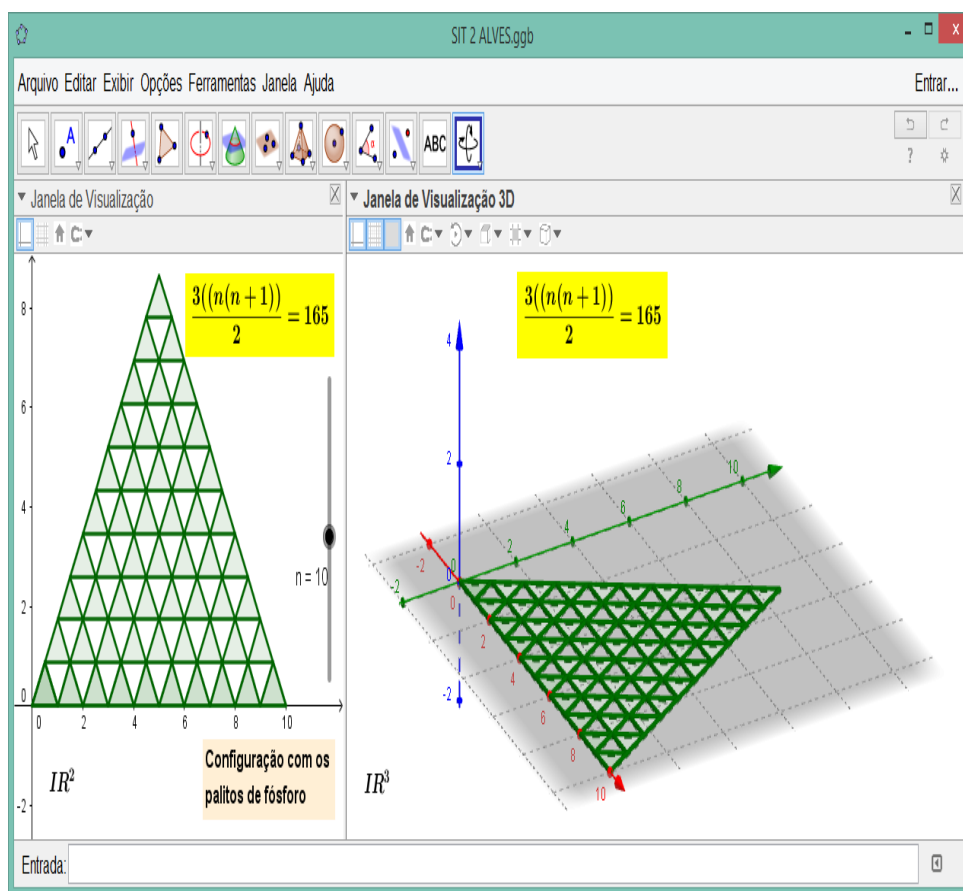 SIT 2 ALVES.ggb
Arquivo Editar Exibir Opções Ferramentas Janela Ajuda
Entrar...
A
α
ABC
?
Janela de Visualização
Janela de Visualização 3D
3((n(n+1))
2
= 165
8
6
4
2
0
-2
0 2 4 6 8 10
n = 10
IR²
Configuração com os
palitos de fósforo
3((n(n+1))
2
= 165
4
2
0
-2
-2
0
2
4
6
8
10
-2
0
2
4
6
8
10
IR³
Entrada: